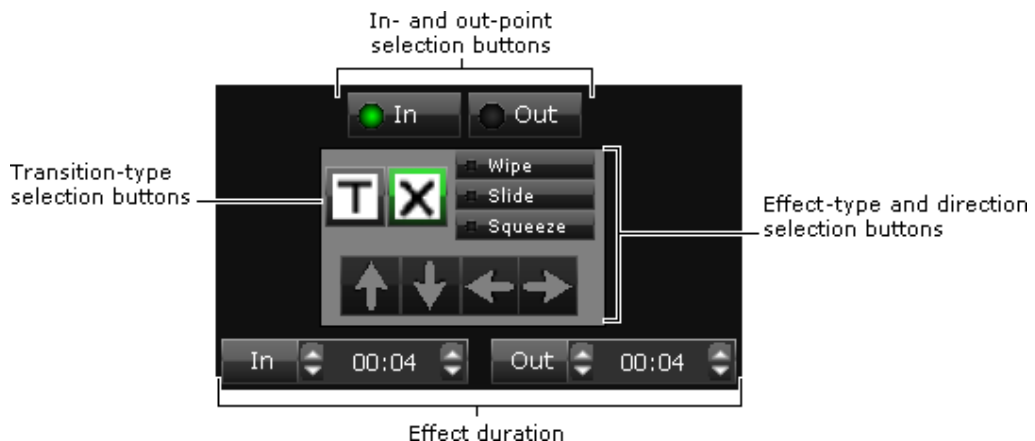 In- and out-point
selection buttons
In
Out
Transition-type
selection buttons
T
X
Wipe
Slide
Squeeze
Effect-type and direction
selection buttons
In 00:04 Out 00:04
Effect duration